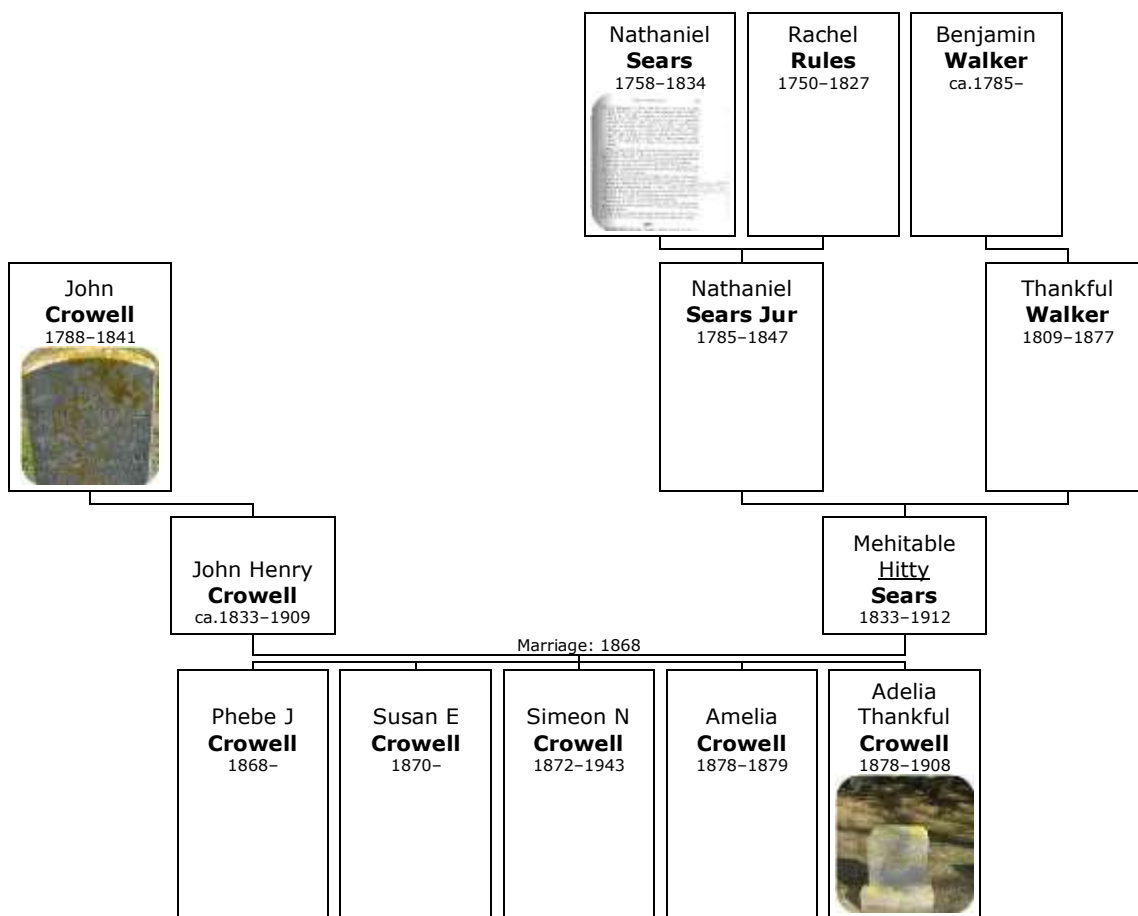 Nathaniel
Sears
1758–1834
Rachel
Rules
1750–1827
Benjamin
Walker
ca.1785–
John
Crowell
1788–1841
Nathaniel
Sears Jur
1785–1847
Thankful
Walker
1809–1877
John Henry
Crowell
ca.1833–1909
Mehitable
Hitty
Sears
1833–1912
Marriage: 1868
Phebe J
Crowell
1868–
Susan E
Crowell
1870–
Simeon N
Crowell
1872–1943
Amelia
Crowell
1878–1879
Adelia
Thankful
Crowell
1878–1908